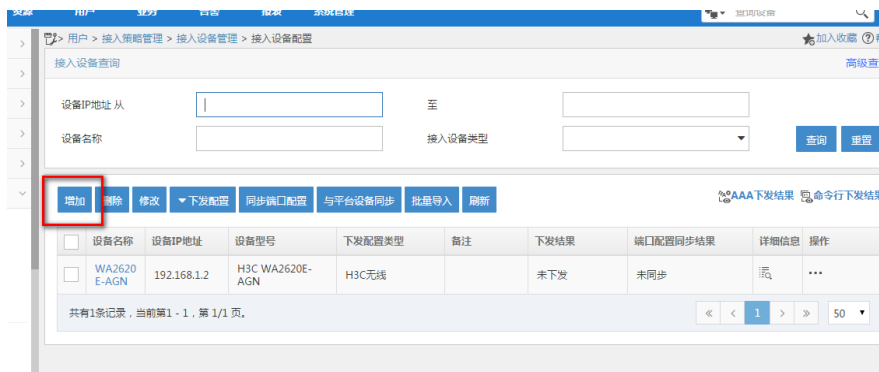 资源 用户 业务 告警 报表 系统管理 查询设备
> 用户 > 接入策略管理 > 接入设备管理 > 接入设备配置 加入收藏
接入设备查询 高级查
设备IP地址 从 至
设备名称 接入设备类型 查询 重置
增加 删除 修改 下发配置 同步端口配置 与平台设备同步 批量导入 刷新 AAA下发结果 命令行下发结果
设备名称 设备IP地址 设备型号 下发配置类型 备注 下发结果 端口配置同步结果 详细信息 操作
WA2620 H3C WA2620E-
E-AGN 192.168.1.2 AGN H3C无线 未下发 未同步 ...
共有1条记录，当前第1 - 1，第 1/1 页。 « < 1 > » 50